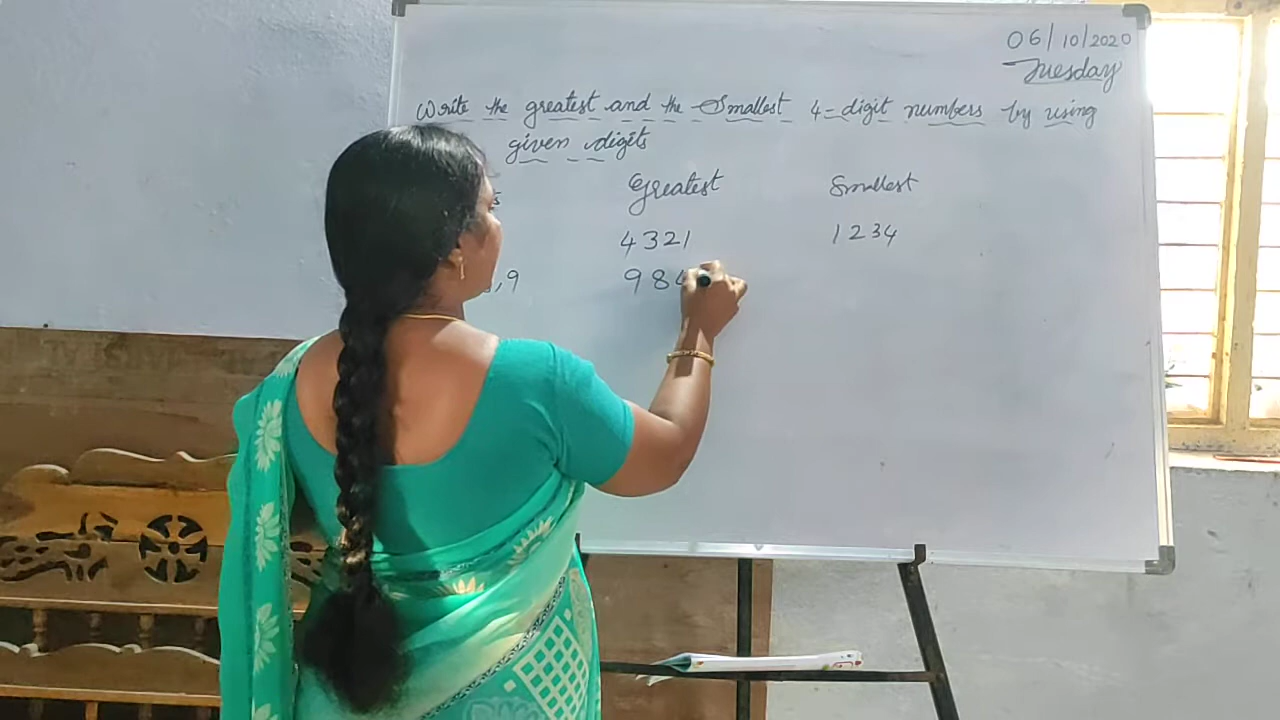 06/10/2020
Tuesday
Write the greatest and the Smallest 4-digit numbers by using
given digits
Greatest Smallest
4321 1234
,9 984